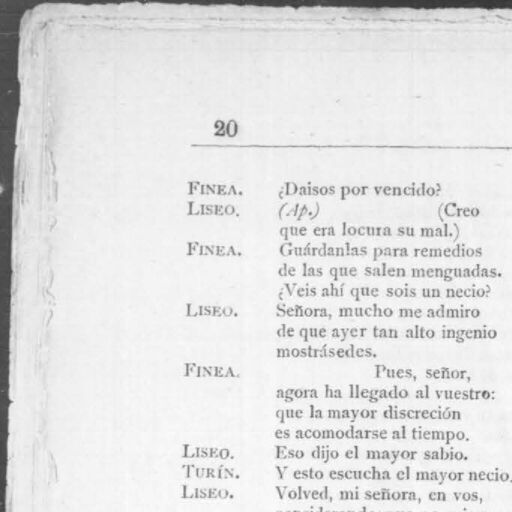 20
FINEA. ¿Daisos por vencido?
LISEO. (Ap.) (Creo
que era locura su mal.)
FINEA. Guárdanlas para remedios
de las que salen menguadas.
¿Veis ahí que sois un necio?
LISEO. Señora, mucho me admiro
de que ayer tan alto ingenio
mostrásedes.
FINEA. Pues, señor,
agora ha llegado al vuestro:
que la mayor discreción
es acomodarse al tiempo.
LISEO. Eso dijo el mayor sabio.
TURÍN. Y esto escucha el mayor necio.
LISEO. Volved, mi señora, en vos,